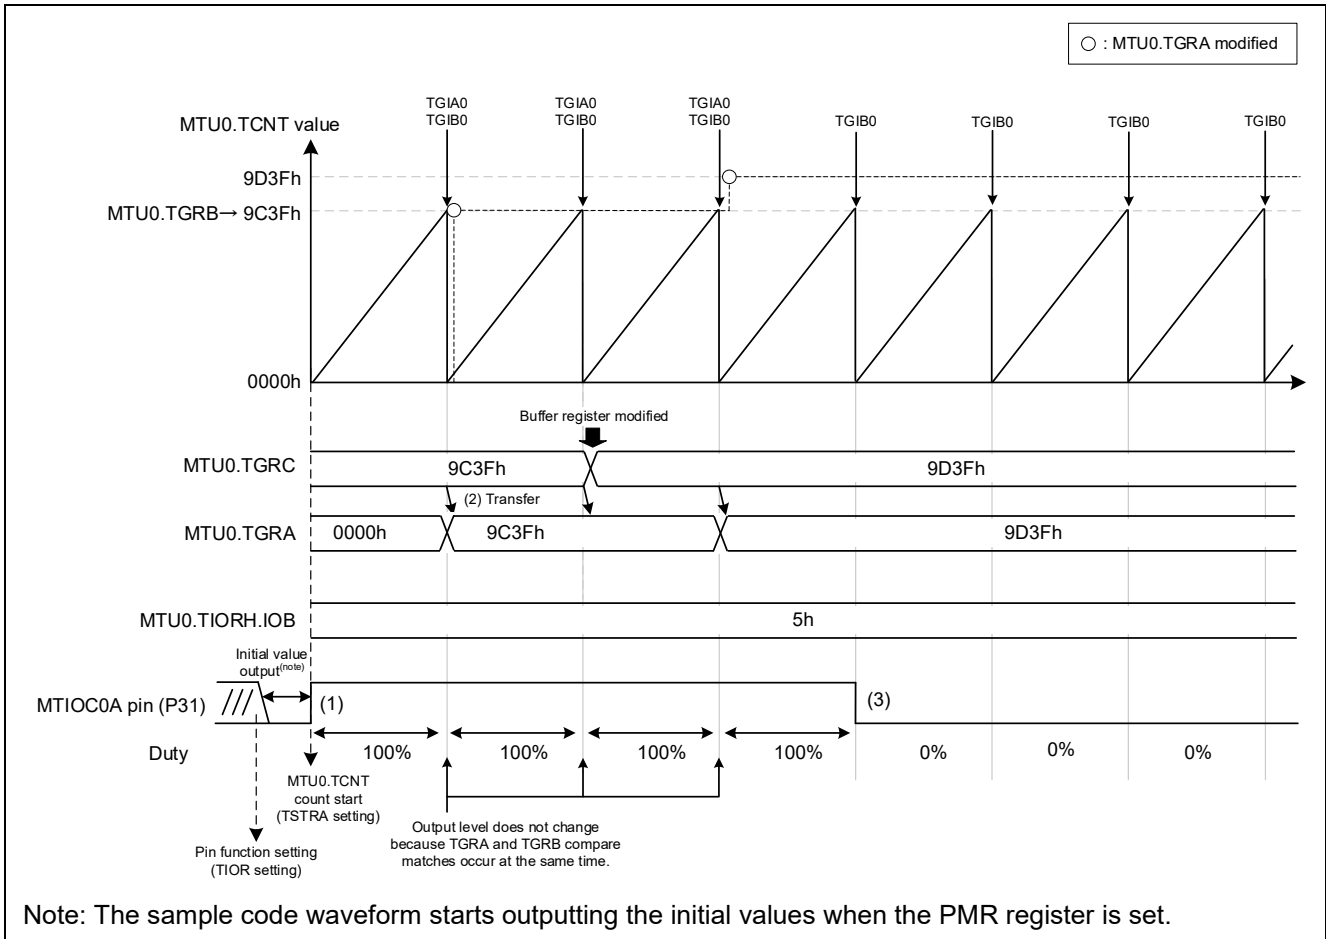 : MTU0.TGRA modified
TGIA0
TGIB0
TGIA0
TGIB0
TGIA0
TGIB0
TGIB0
TGIB0
TGIB0
TGIB0
MTU0.TCNT value
9D3Fh
MTU0.TGRB→ 9C3Fh
0000h
Buffer register modified
MTU0.TGRC
9C3Fh
9D3Fh
(2) Transfer
MTU0.TGRA
0000h
9C3Fh
9D3Fh
MTU0.TIORH.IOB
5h
Initial value
output(note)
MTIOC0A pin (P31)
(1)
(3)
Duty
100%
100%
100%
100%
0%
0%
0%
MTU0.TCNT
count start
(TSTRA setting)
Output level does not change
because TGRA and TGRB compare
matches occur at the same time.
Pin function setting
(TIOR setting)
Note: The sample code waveform starts outputting the initial values when the PMR register is set.